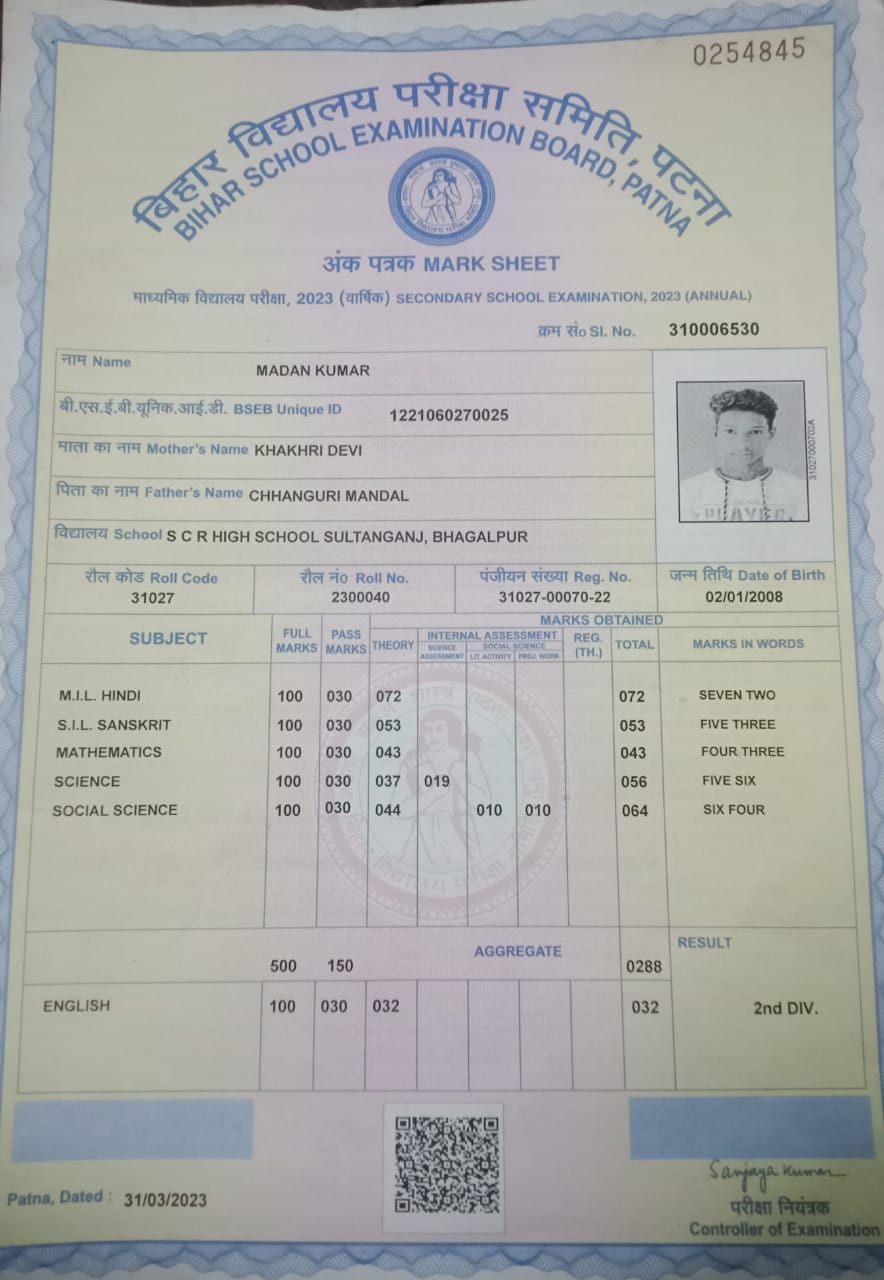 0254845
बिहार विद्यालय परीक्षा समिति, पटना
BIHAR SCHOOL EXAMINATION BOARD, PATNA
अंक पत्रक MARK SHEET
माध्यमिक विद्यालय परीक्षा, 2023 (वार्षिक) SECONDARY SCHOOL EXAMINATION, 2023 (ANNUAL)
क्रम सं० Sl. No. 310006530
नाम Name MADAN KUMAR
बी.एस.ई.बी.यूनिक.आई.डी. BSEB Unique ID 1221060270025
माता का नाम Mother's Name KHAKHRI DEVI
पिता का नाम Father's Name CHHANGURI MANDAL
विद्यालय School S C R HIGH SCHOOL SULTANGANJ, BHAGALPUR
PLAYER
31027000702A
रौल कोड Roll Code रौल नं० Roll No. पंजीयन संख्या Reg. No. जन्म तिथि Date of Birth
31027 2300040 31027-00070-22 02/01/2008
MARKS OBTAINED
SUBJECT FULL MARKS PASS MARKS THEORY INTERNAL ASSESSMENT REG. (TH.) TOTAL MARKS IN WORDS
SCIENCE ASSESSMENT SOCIAL SCIENCE
LIT. ACTIVITY PROJ. WORK
M.I.L. HINDI 100 030 072 072 SEVEN TWO
S.I.L. SANSKRIT 100 030 053 053 FIVE THREE
MATHEMATICS 100 030 043 043 FOUR THREE
SCIENCE 100 030 037 019 056 FIVE SIX
SOCIAL SCIENCE 100 030 044 010 010 064 SIX FOUR
AGGREGATE RESULT
500 150 0288
ENGLISH 100 030 032 032 2nd DIV.
Patna, Dated : 31/03/2023
Sanjaya Kumar
परीक्षा नियंत्रक
Controller of Examination